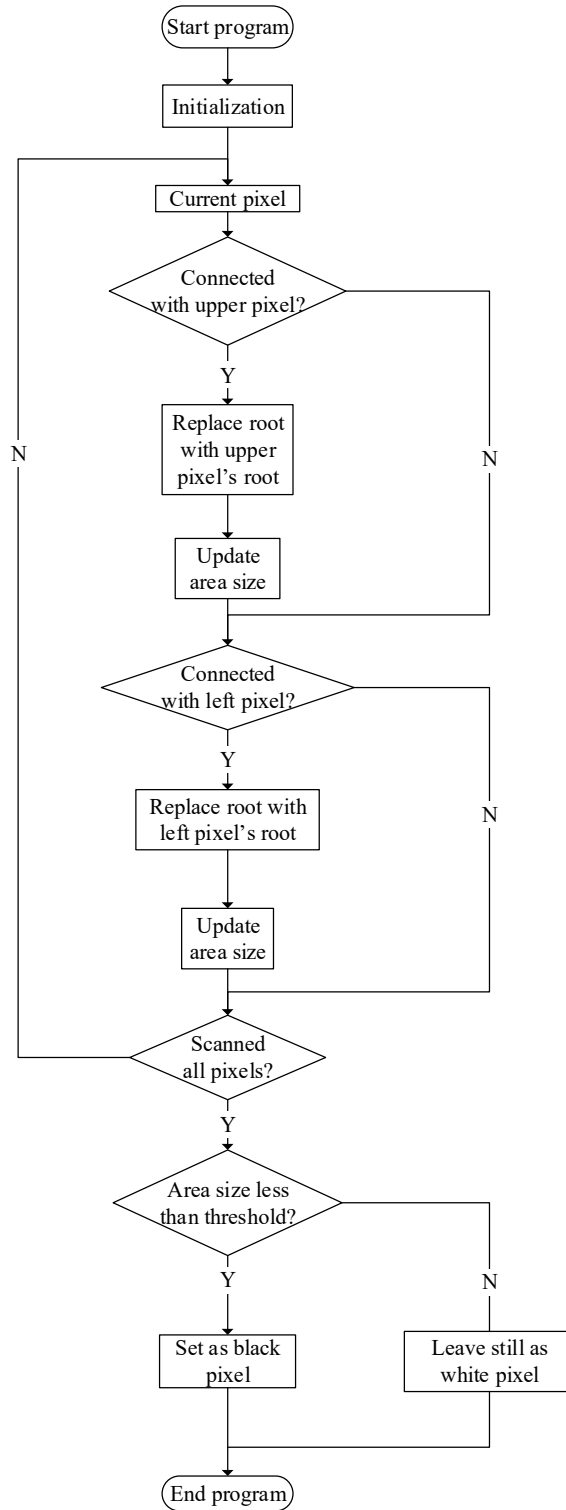 Start program
Initialization
Current pixel
Connected
with upper pixel?
Y
Replace root
with upper
pixel’s root
N
N
Update
area size
Connected
with left pixel?
Y
Replace root with
left pixel’s root
N
Update
area size
Scanned
all pixels?
Y
Area size less
than threshold?
Y
N
Set as black
pixel
Leave still as
white pixel
End program